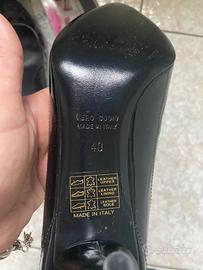 VERO CUOIO
MADE IN ITALY
40
LEATHER
UPPER
LEATHER
LINING
LEATHER
SOLE
MADE IN ITALY